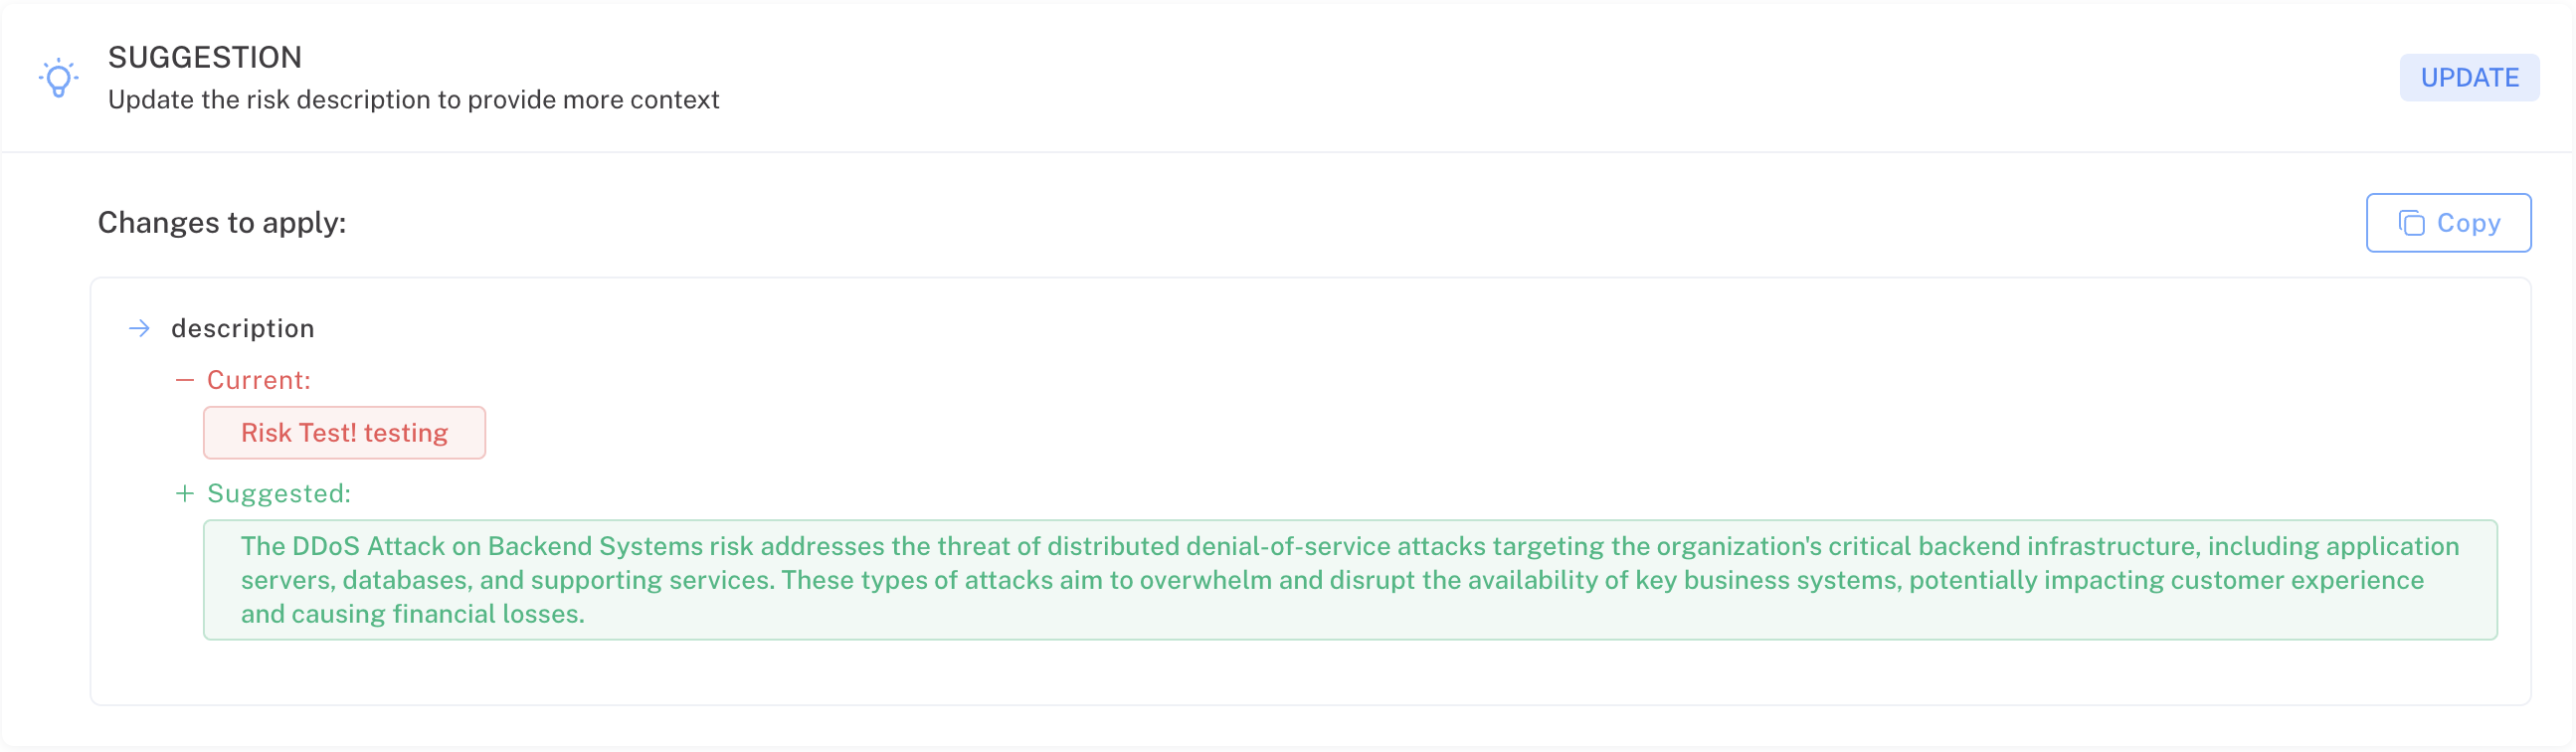 SUGGESTION
Update the risk description to provide more context
UPDATE
Changes to apply:
Copy
description
Current:
Risk Test! testing
Suggested:
The DDoS Attack on Backend Systems risk addresses the threat of distributed denial-of-service attacks targeting the organization's critical backend infrastructure, including application
servers, databases, and supporting services. These types of attacks aim to overwhelm and disrupt the availability of key business systems, potentially impacting customer experience
and causing financial losses.